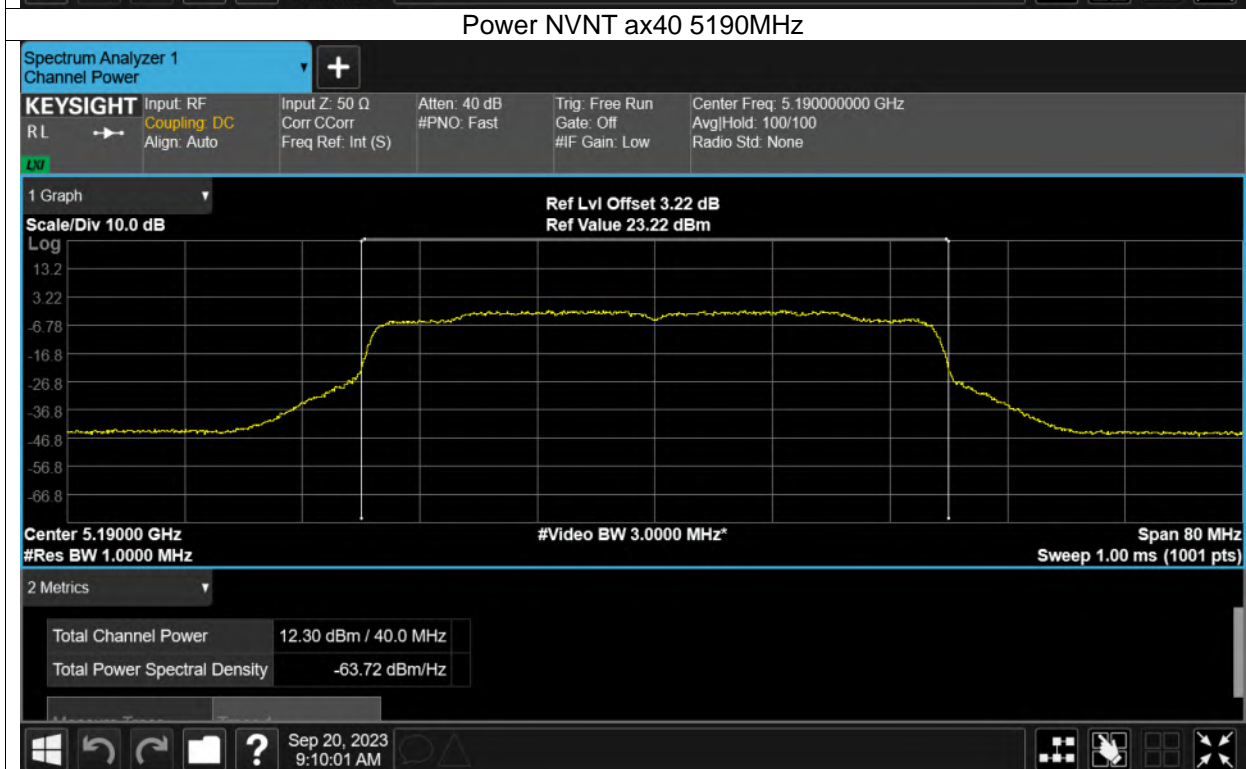 Power NVNT ax40 5190MHz
Spectrum Analyzer 1
Channel Power
KEYSIGHT
R L
LXI
Input: RF
Coupling: DC
Align: Auto
Input Z: 50 Ω
Corr CCorr
Freq Ref: Int (S)
Atten: 40 dB
#PNO: Fast
Trig: Free Run
Gate: Off
#IF Gain: Low
Center Freq: 5.190000000 GHz
Avg|Hold: 100/100
Radio Std: None
1 Graph
Ref Lvl Offset 3.22 dB
Scale/Div 10.0 dB
Ref Value 23.22 dBm
Log
13.2
3.22
-6.78
-16.8
-26.8
-36.8
-46.8
-56.8
-66.8
Center 5.19000 GHz
#Video BW 3.0000 MHz*
Span 80 MHz
#Res BW 1.0000 MHz
Sweep 1.00 ms (1001 pts)
2 Metrics
Total Channel Power 12.30 dBm / 40.0 MHz
Total Power Spectral Density -63.72 dBm/Hz
?
Sep 20, 2023
9:10:01 AM